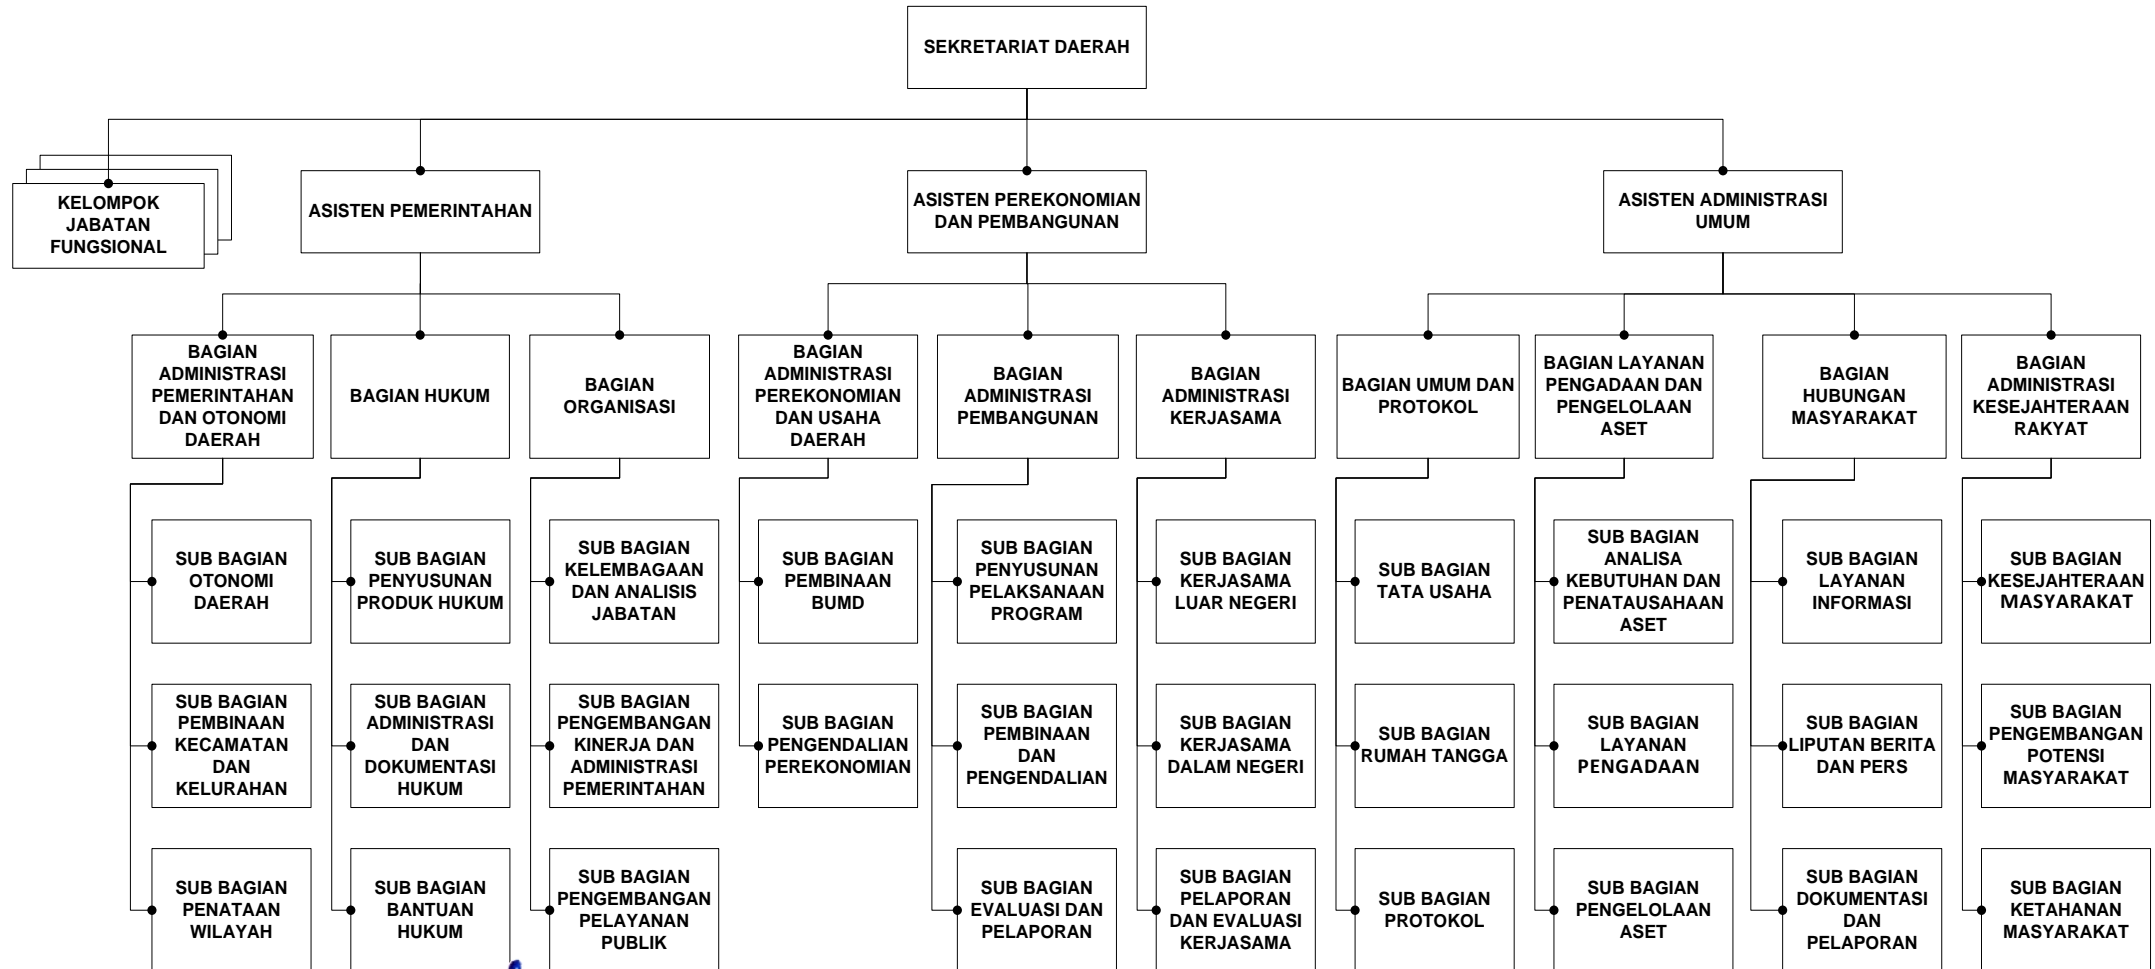 SEKRETARIAT DAERAH
KELOMPOK
JABATAN
FUNGSIONAL
ASISTEN PEMERINTAHAN
ASISTEN PEREKONOMIAN
DAN PEMBANGUNAN
ASISTEN ADMINISTRASI
UMUM
BAGIAN
ADMINISTRASI
PEMERINTAHAN
DAN OTONOMI
DAERAH
BAGIAN HUKUM
BAGIAN
ORGANISASI
BAGIAN
ADMINISTRASI
PEREKONOMIAN
DAN USAHA
DAERAH
BAGIAN
ADMINISTRASI
PEMBANGUNAN
BAGIAN
ADMINISTRASI
KERJASAMA
BAGIAN UMUM DAN
PROTOKOL
BAGIAN LAYANAN
PENGADAAN DAN
PENGELOLAAN
ASET
BAGIAN
HUBUNGAN
MASYARAKAT
BAGIAN
ADMINISTRASI
KESEJAHTERAAN
RAKYAT
SUB BAGIAN
OTONOMI
DAERAH
SUB BAGIAN
PENYUSUNAN
PRODUK HUKUM
SUB BAGIAN
KELEMBAGAAN
DAN ANALISIS
JABATAN
SUB BAGIAN
PEMBINAAN
BUMD
SUB BAGIAN
PENYUSUNAN
PELAKSANAAN
PROGRAM
SUB BAGIAN
KERJASAMA
LUAR NEGERI
SUB BAGIAN
TATA USAHA
SUB BAGIAN
ANALISA
KEBUTUHAN DAN
PENATAUSAHAAN
ASET
SUB BAGIAN
LAYANAN
INFORMASI
SUB BAGIAN
KESEJAHTERAAN
MASYARAKAT
SUB BAGIAN
PEMBINAAN
KECAMATAN
DAN
KELURAHAN
SUB BAGIAN
ADMINISTRASI
DAN
DOKUMENTASI
HUKUM
SUB BAGIAN
PENGEMBANGAN
KINERJA DAN
ADMINISTRASI
PEMERINTAHAN
SUB BAGIAN
PENGENDALIAN
PEREKONOMIAN
SUB BAGIAN
PEMBINAAN
DAN
PENGENDALIAN
SUB BAGIAN
KERJASAMA
DALAM NEGERI
SUB BAGIAN
RUMAH TANGGA
SUB BAGIAN
LAYANAN
PENGADAAN
SUB BAGIAN
LIPUTAN BERITA
DAN PERS
SUB BAGIAN
PENGEMBANGAN
POTENSI
MASYARAKAT
SUB BAGIAN
PENATAAN
WILAYAH
SUB BAGIAN
BANTUAN
HUKUM
SUB BAGIAN
PENGEMBANGAN
PELAYANAN
PUBLIK
SUB BAGIAN
EVALUASI DAN
PELAPORAN
SUB BAGIAN
PELAPORAN
DAN EVALUASI
KERJASAMA
SUB BAGIAN
PROTOKOL
SUB BAGIAN
PENGELOLAAN
ASET
SUB BAGIAN
DOKUMENTASI
DAN
PELAPORAN
SUB BAGIAN
KETAHANAN
MASYARAKAT